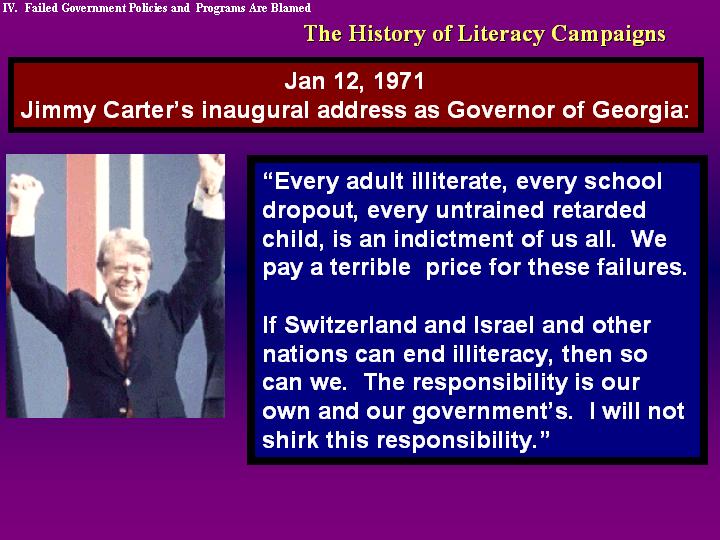 IV. Failed Government Policies and Programs Are Blamed
The History of Literacy Campaigns
Jan 12, 1971
Jimmy Carter’s inaugural address as Governor of Georgia:
“Every adult illiterate, every school
dropout, every untrained retarded
child, is an indictment of us all.  We
pay a terrible  price for these failures.
If Switzerland and Israel and other
nations can end illiteracy, then so
can we.  The responsibility is our
own and our government’s.  I will not
shirk this responsibility.”